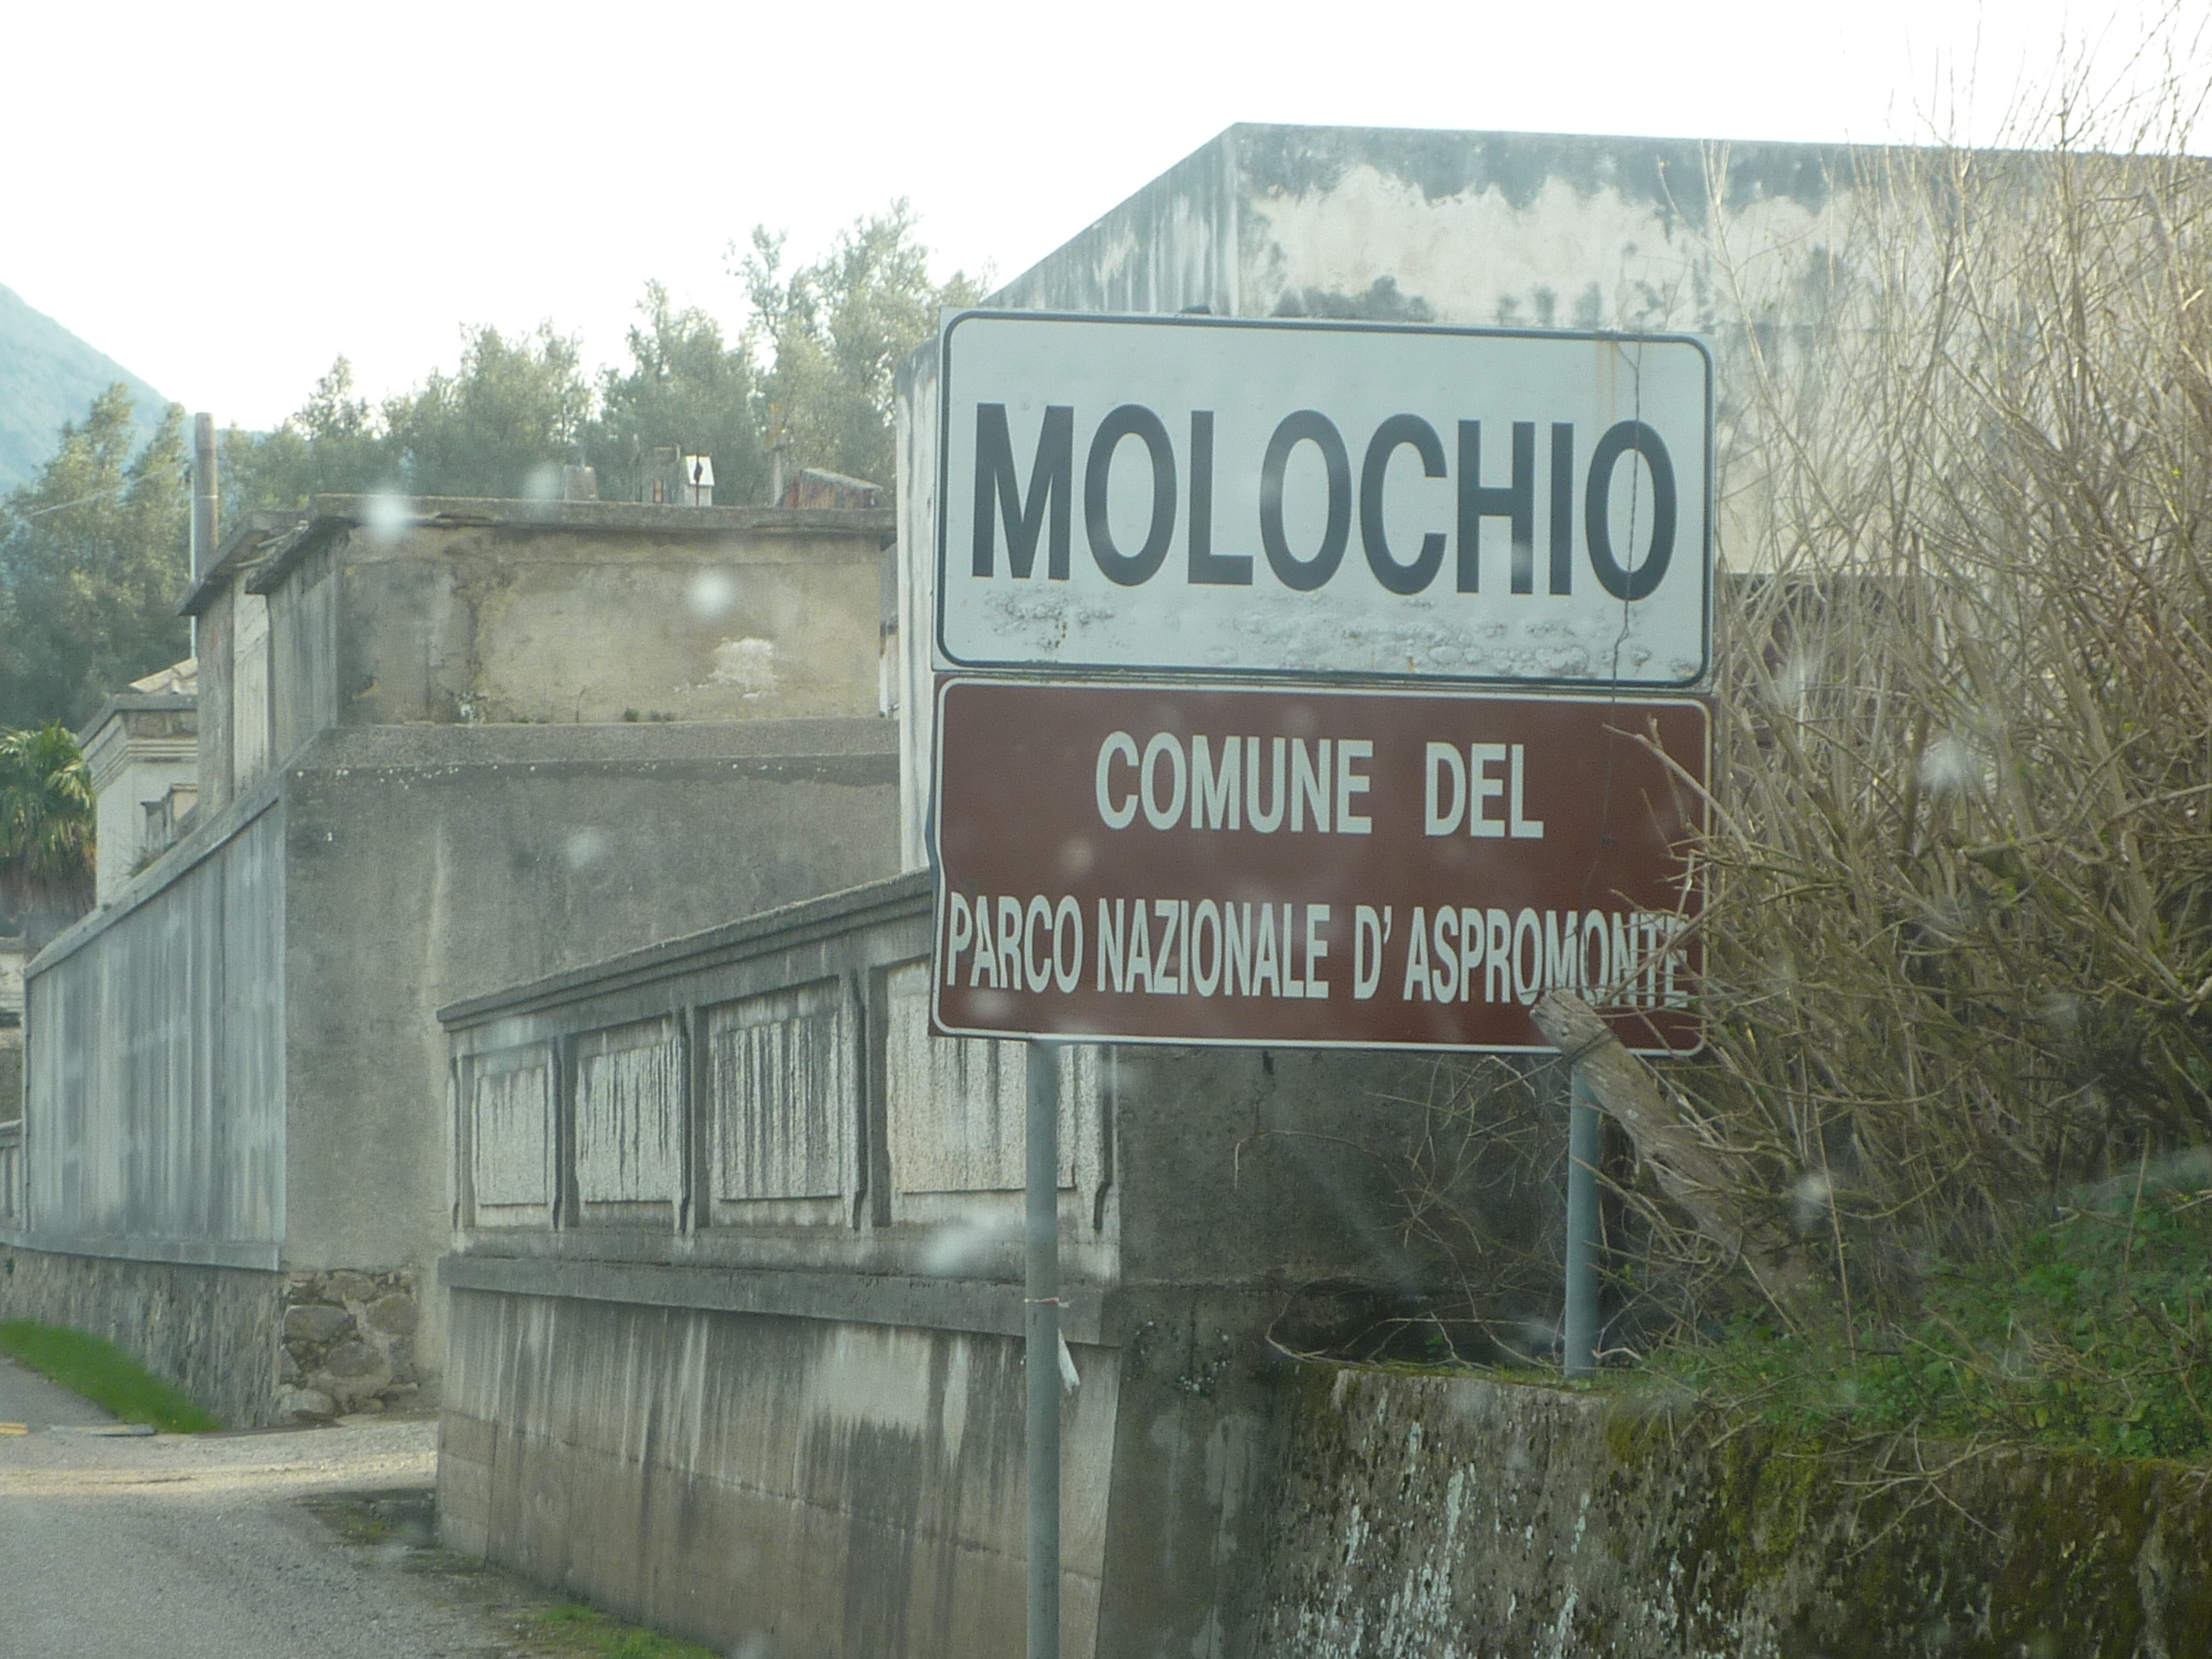 MOLOCHIO
COMUNE DEL
PARCO NAZIONALE D' ASPROMONTE